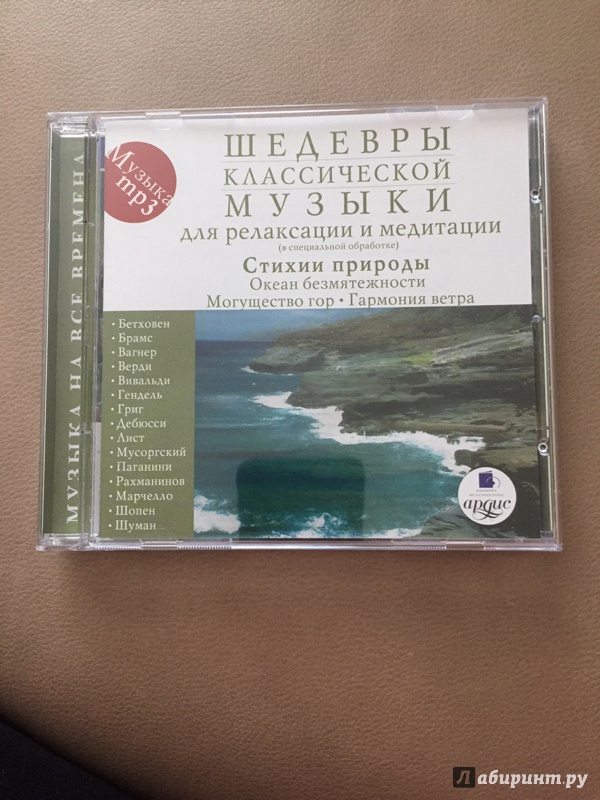 МУЗЫКА НА ВСЕ ВРЕМЕНА
Музыка
mp3
ШЕДЕВРЫ
КЛАССИЧЕСКОЙ
МУЗЫКИ
для релаксации и медитации
(в специальной обработке)
Стихии природы
Океан безмятежности
Могущество гор • Гармония ветра
• Бетховен
• Брамс
• Вагнер
• Верди
• Вивальди
• Гендель
• Григ
• Дебюсси
• Лист
• Мусоргский
• Паганини
• Рахманинов
• Марчелло
• Шопен
• Шуман
ардис
лабиринт.ру